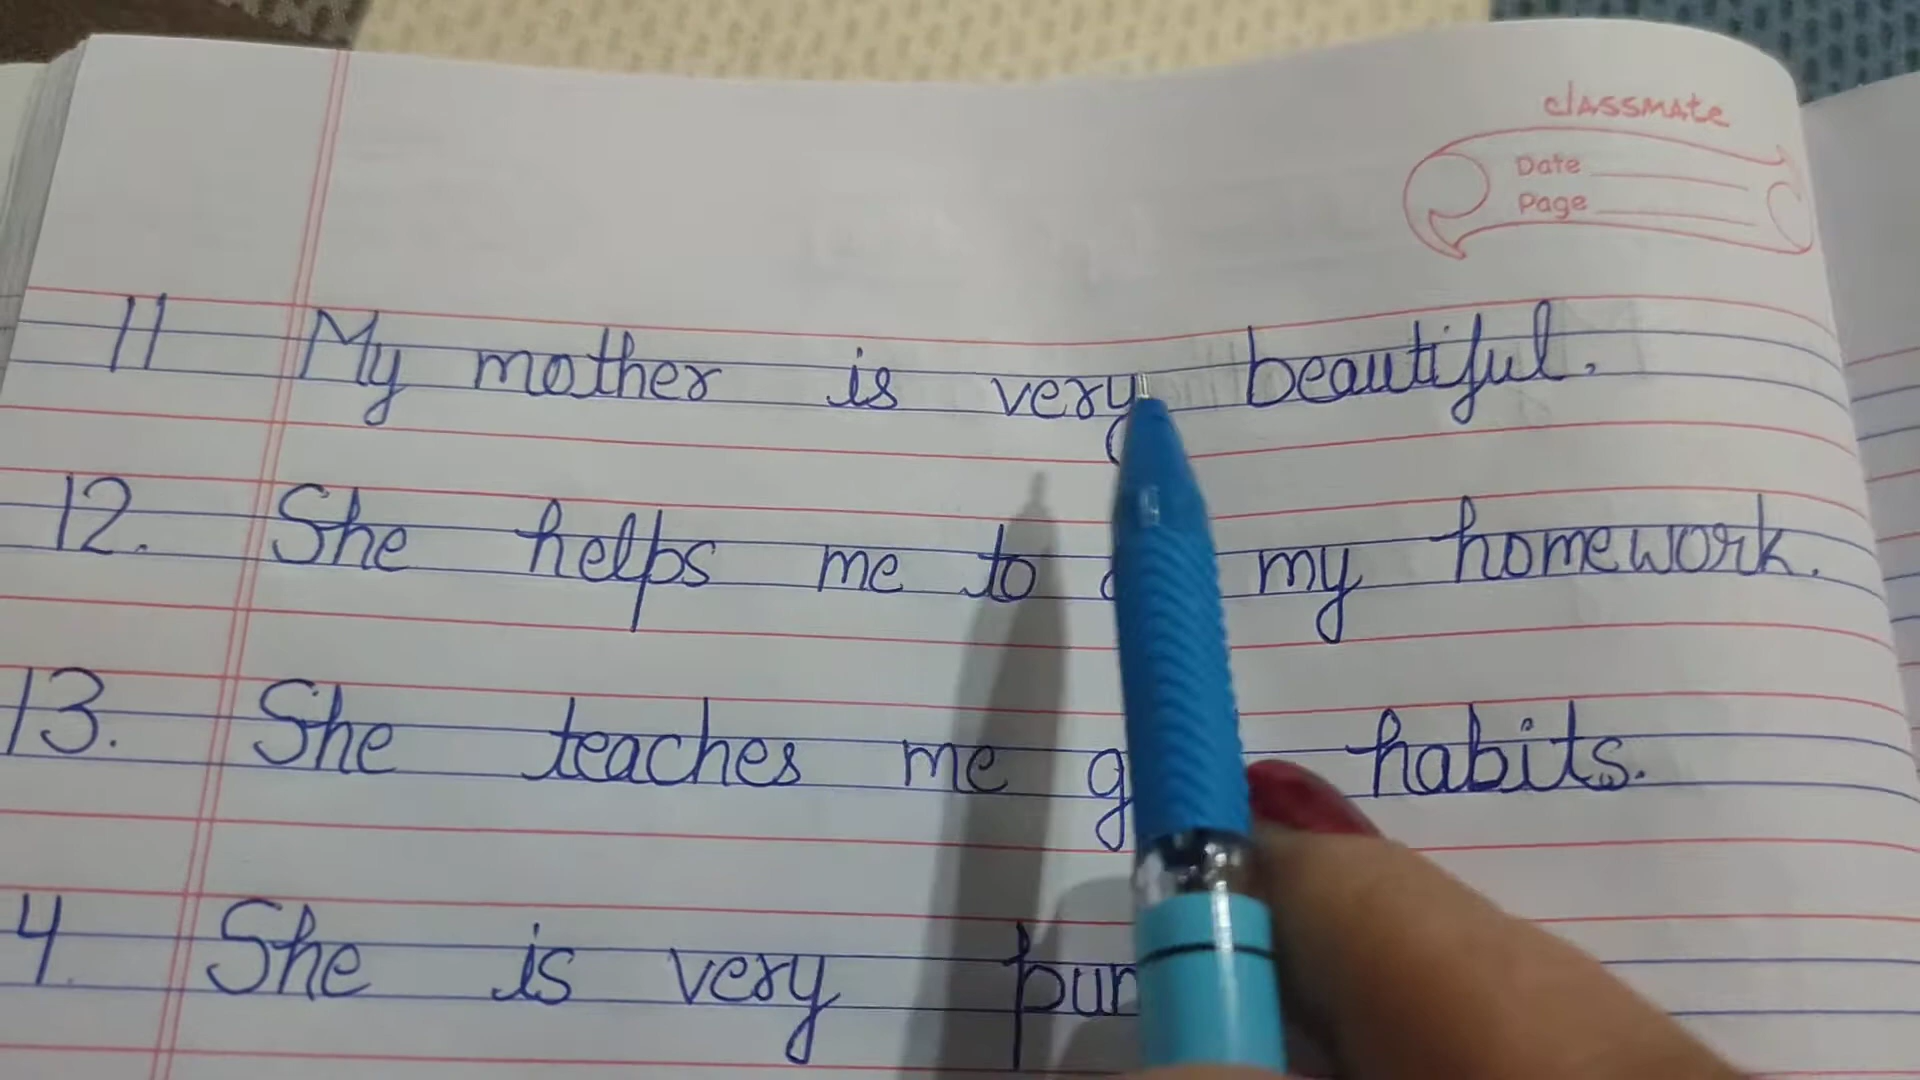 classmate
Date
Page
11 My mother is very beautiful.
12. She helps me to my homework.
13. She teaches me habits.
4. She is very